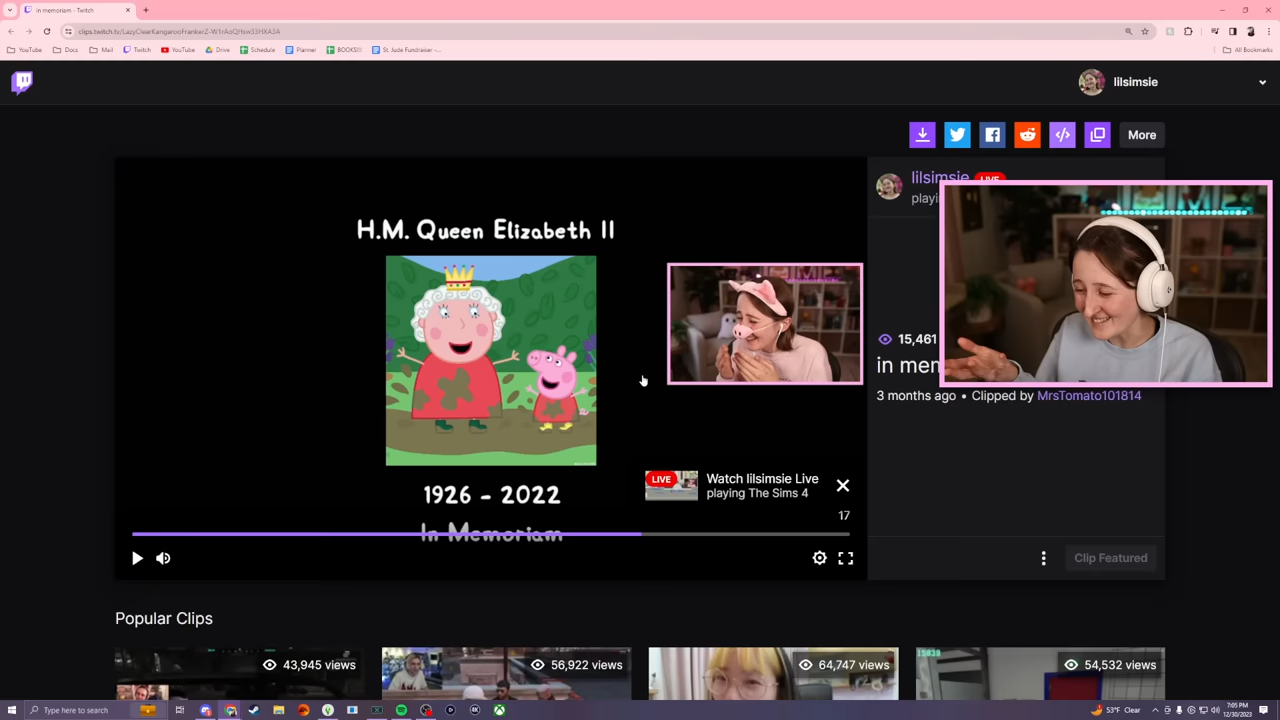 in memoriam - Twitch
clips.twitch.tv/LazyClearKangarooFrankerZ-W1rAoQHsw33HXA3A
YouTube Docs Mail Twitch YouTube Drive Schedule Planner BOOKS!!! St. Jude Fundraiser -... All Bookmarks
lilsimsie
More
lilsimsie LIVE
H.M. Queen Elizabeth II
15,461
3 months ago • Clipped by MrsTomato101814
1926 - 2022
In Memoriam
LIVE
Watch lilsimsie Live
playing The Sims 4
17
Clip Featured
Popular Clips
43,945 views
56,922 views
64,747 views
54,532 views
Type here to search
53°F Clear
7:05 PM
12/30/2023